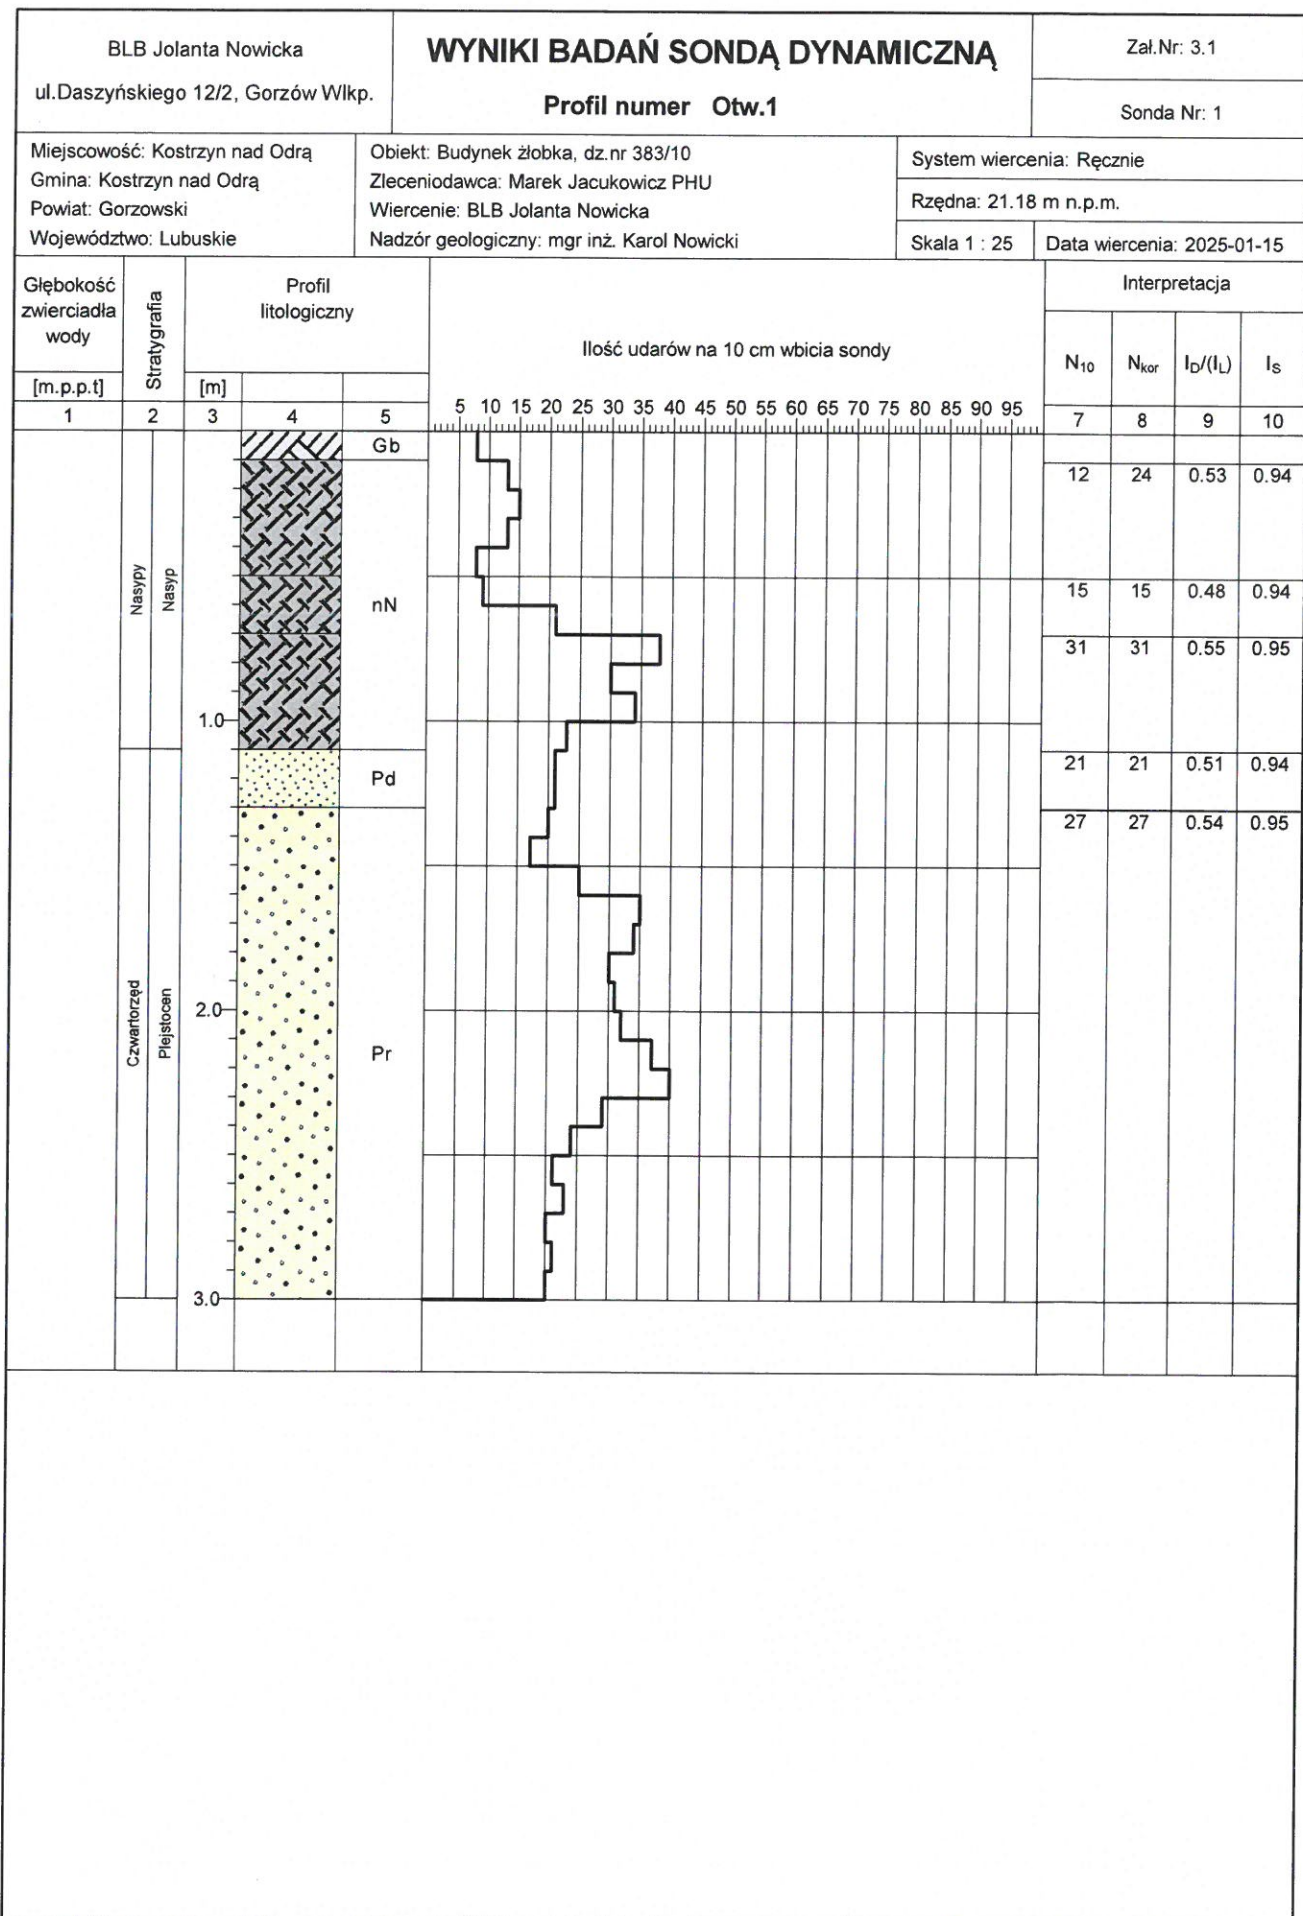 BLB Jolanta Nowicka
ul.Daszyńskiego 12/2, Gorzów Wlkp.
WYNIKI BADAŃ SONDĄ DYNAMICZNĄ
Profil numer Otw.1
Zał.Nr: 3.1
Sonda Nr: 1
Miejscowość: Kostrzyn nad Odrą
Gmina: Kostrzyn nad Odrą
Powiat: Gorzowski
Województwo: Lubuskie
Obiekt: Budynek żłobka, dz.nr 383/10
Zleceniodawca: Marek Jacukowicz PHU
Wiercenie: BLB Jolanta Nowicka
Nadzór geologiczny: mgr inż. Karol Nowicki
System wiercenia: Ręcznie
Rzędna: 21.18 m n.p.m.
Skala 1 : 25
Data wiercenia: 2025-01-15
Głębokość
zwierciadła
wody
[m.p.p.t]
Stratygrafia
Profil
litologiczny
[m]
Ilość udarów na 10 cm wbicia sondy
Interpretacja
N10
Nkor
ID/(IL)
IS
5 10 15 20 25 30 35 40 45 50 55 60 65 70 75 80 85 90 95
1 2 3 4 5 7 8 9 10
Gb
12 24 0.53 0.94
Nasypy
Nasyp
nN
15 15 0.48 0.94
31 31 0.55 0.95
1.0
Pd
21 21 0.51 0.94
27 27 0.54 0.95
Czwartorzęd
Plejstocen
2.0
Pr
3.0